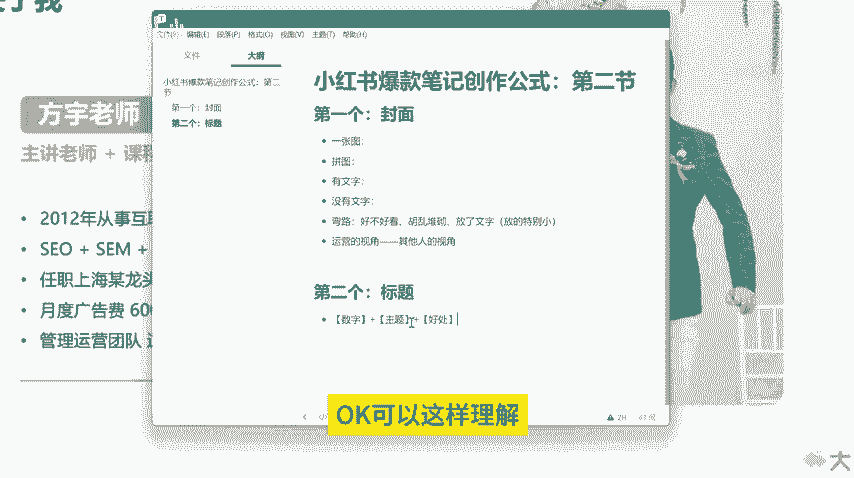 方宇老师
主讲老师 + 课
• 2012年从事互
• SEO + SEM +
• 任职上海某龙头
• 月度广告费 60
• 管理运营团队
文件(F) 编辑(E) 段落(P) 格式(O) 视图(V) 主题(T) 帮助(H)
文件 大纲
小红书爆款笔记创作公式：第二
节
第一个：封面
第二个：标题
小红书爆款笔记创作公式：第二节
第一个：封面
• 一张图：
• 拼图：
• 有文字：
• 没有文字：
• 弯路：好不好看、胡乱堆砌、放了文字（放的特别小）
• 运营的视角——其他人的视角
第二个：标题
• 【数字】+【主题】+【好处】
OK可以这样理解
大